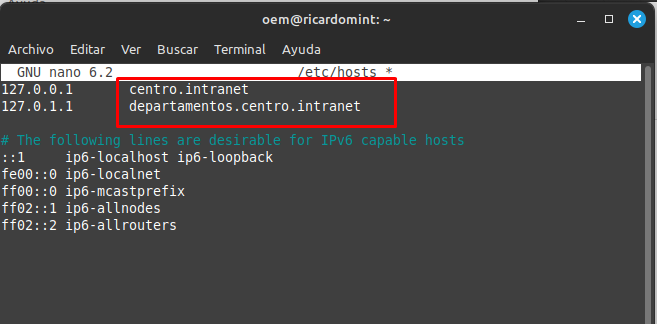 oem@ricardomint: ~
Archivo Editar Ver Buscar Terminal Ayuda
GNU nano 6.2 /etc/hosts *
127.0.0.1 centro.intranet
127.0.1.1 departamentos.centro.intranet
# The following lines are desirable for IPv6 capable hosts
::1 ip6-localhost ip6-loopback
fe00::0 ip6-localnet
ff00::0 ip6-mcastprefix
ff02::1 ip6-allnodes
ff02::2 ip6-allrouters